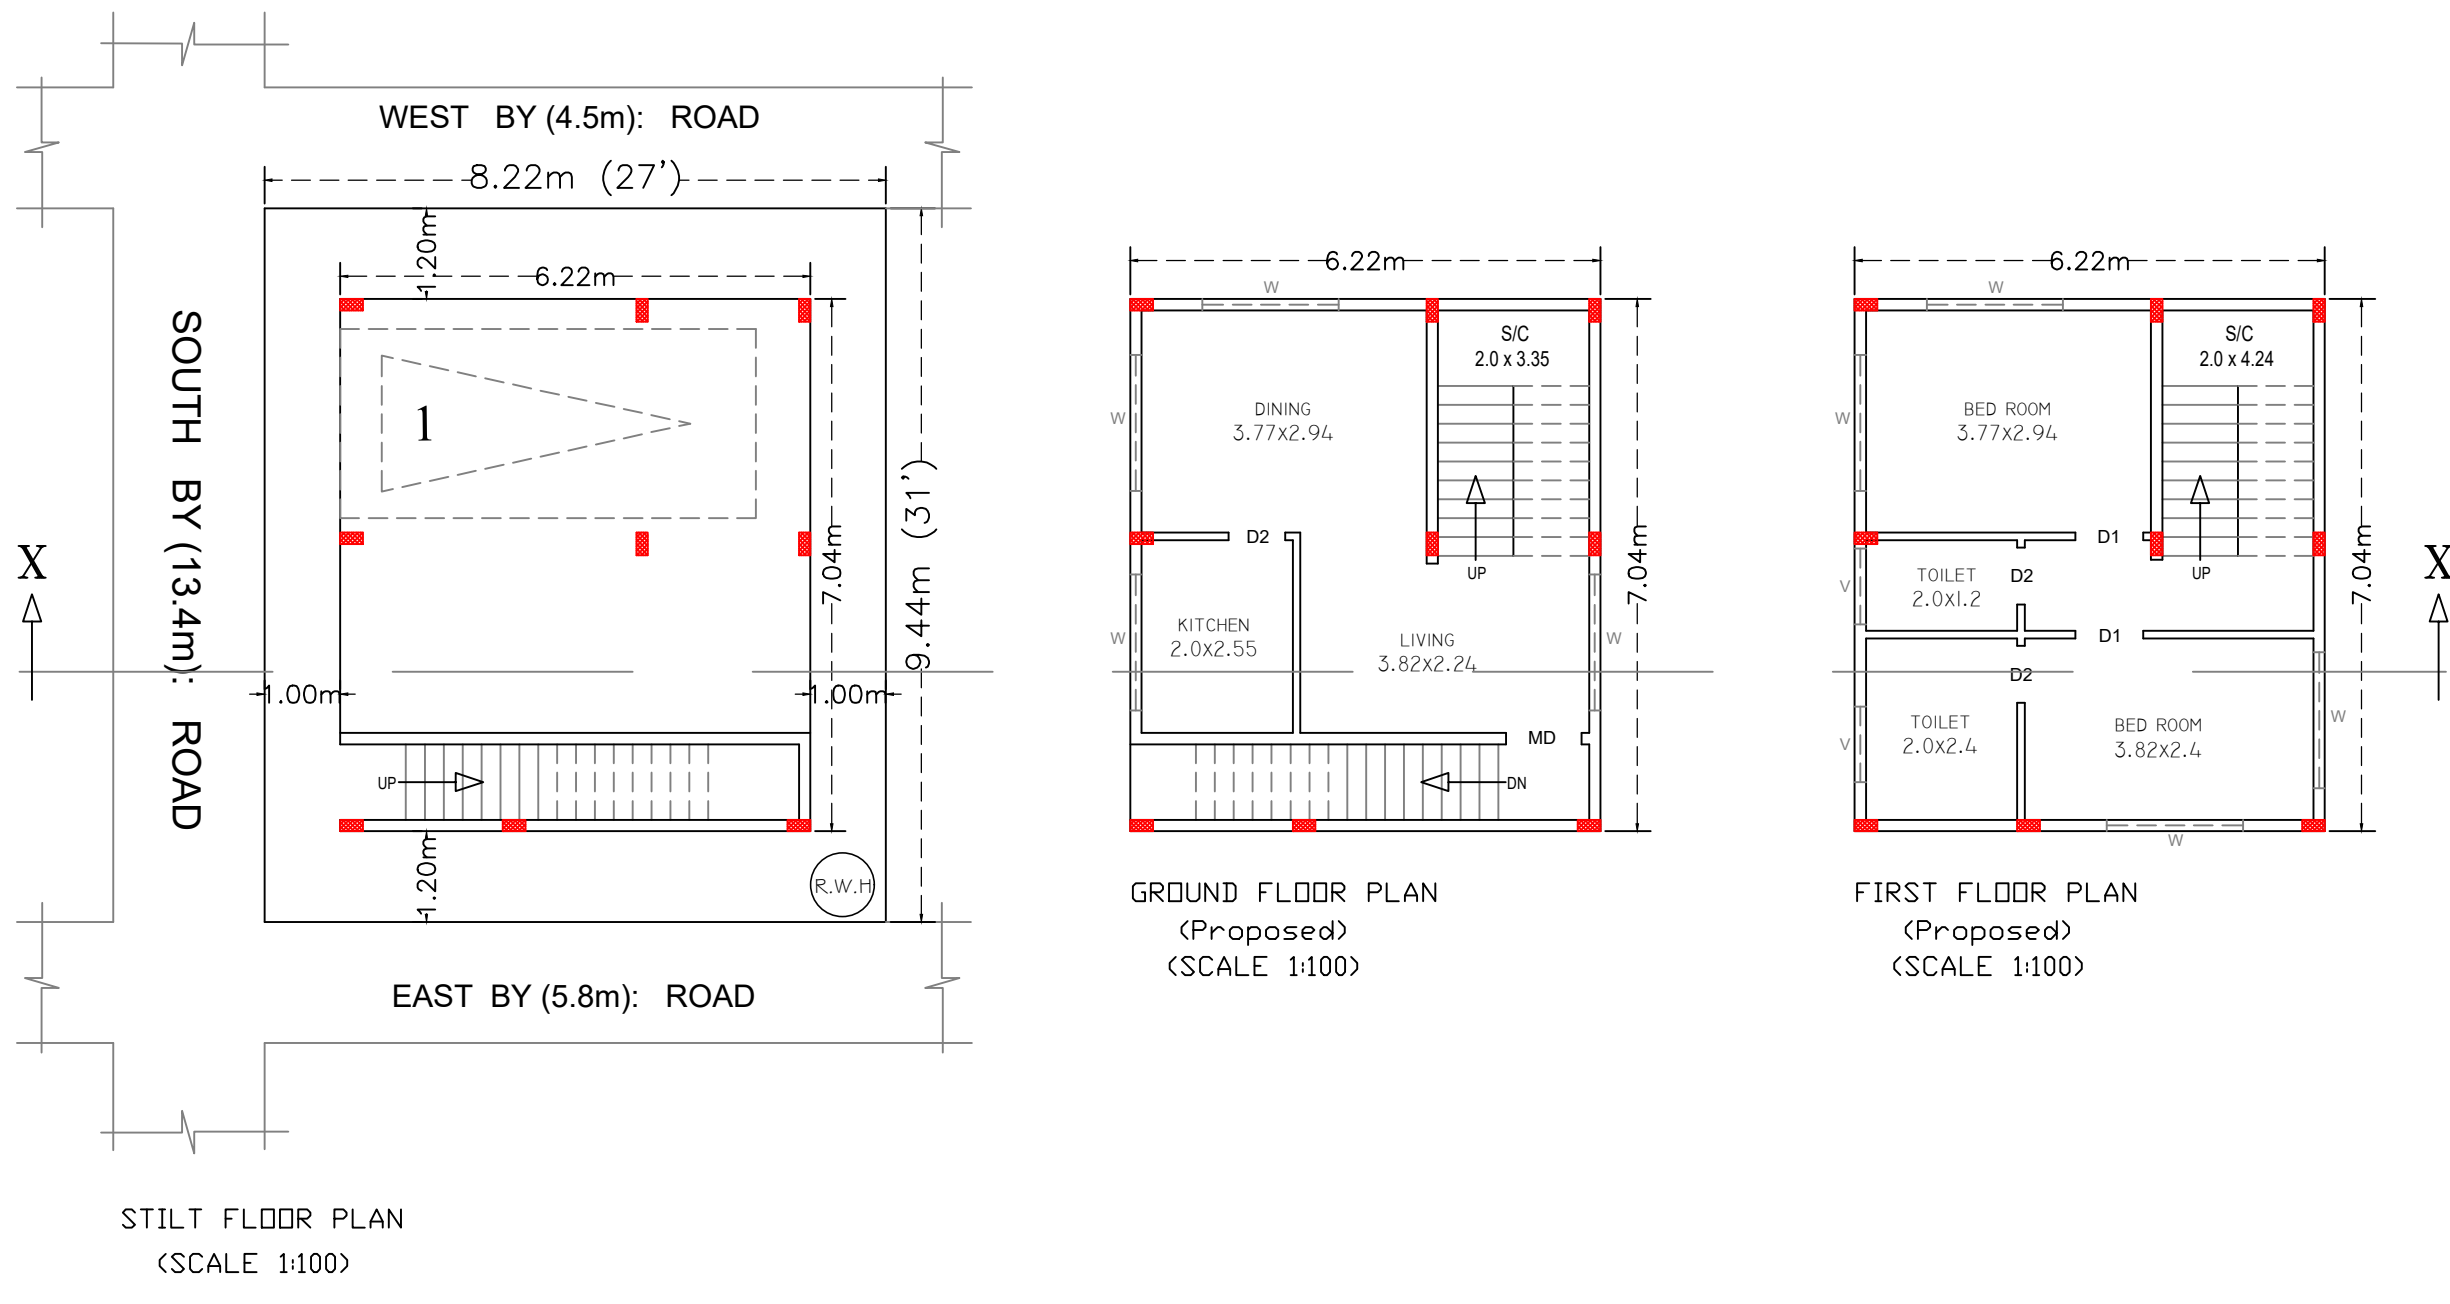 WEST BY (4.5m): ROAD
8.22m (27')
1.20m
6.22m
1
SOUTH BY (13.4m): ROAD
X
7.04m
9.44m (31')
1.00m
1.00m
UP
1.20m
R.W.H
EAST BY (5.8m): ROAD
STILT FLOOR PLAN
(SCALE 1:100)
6.22m
W
S/C
2.0 x 3.35
W
DINING
3.77X2.94
D2
UP
7.04m
KITCHEN
2.0X2.55
W
LIVING
3.82X2.24
W
MD
DN
GROUND FLOOR PLAN
(Proposed)
(SCALE 1:100)
6.22m
W
S/C
2.0 x 4.24
W
BED ROOM
3.77X2.94
D1
UP
7.04m
X
TOILET
2.0X1.2
V
D2
D1
D2
TOILET
2.0X2.4
V
BED ROOM
3.82X2.4
W
W
FIRST FLOOR PLAN
(Proposed)
(SCALE 1:100)